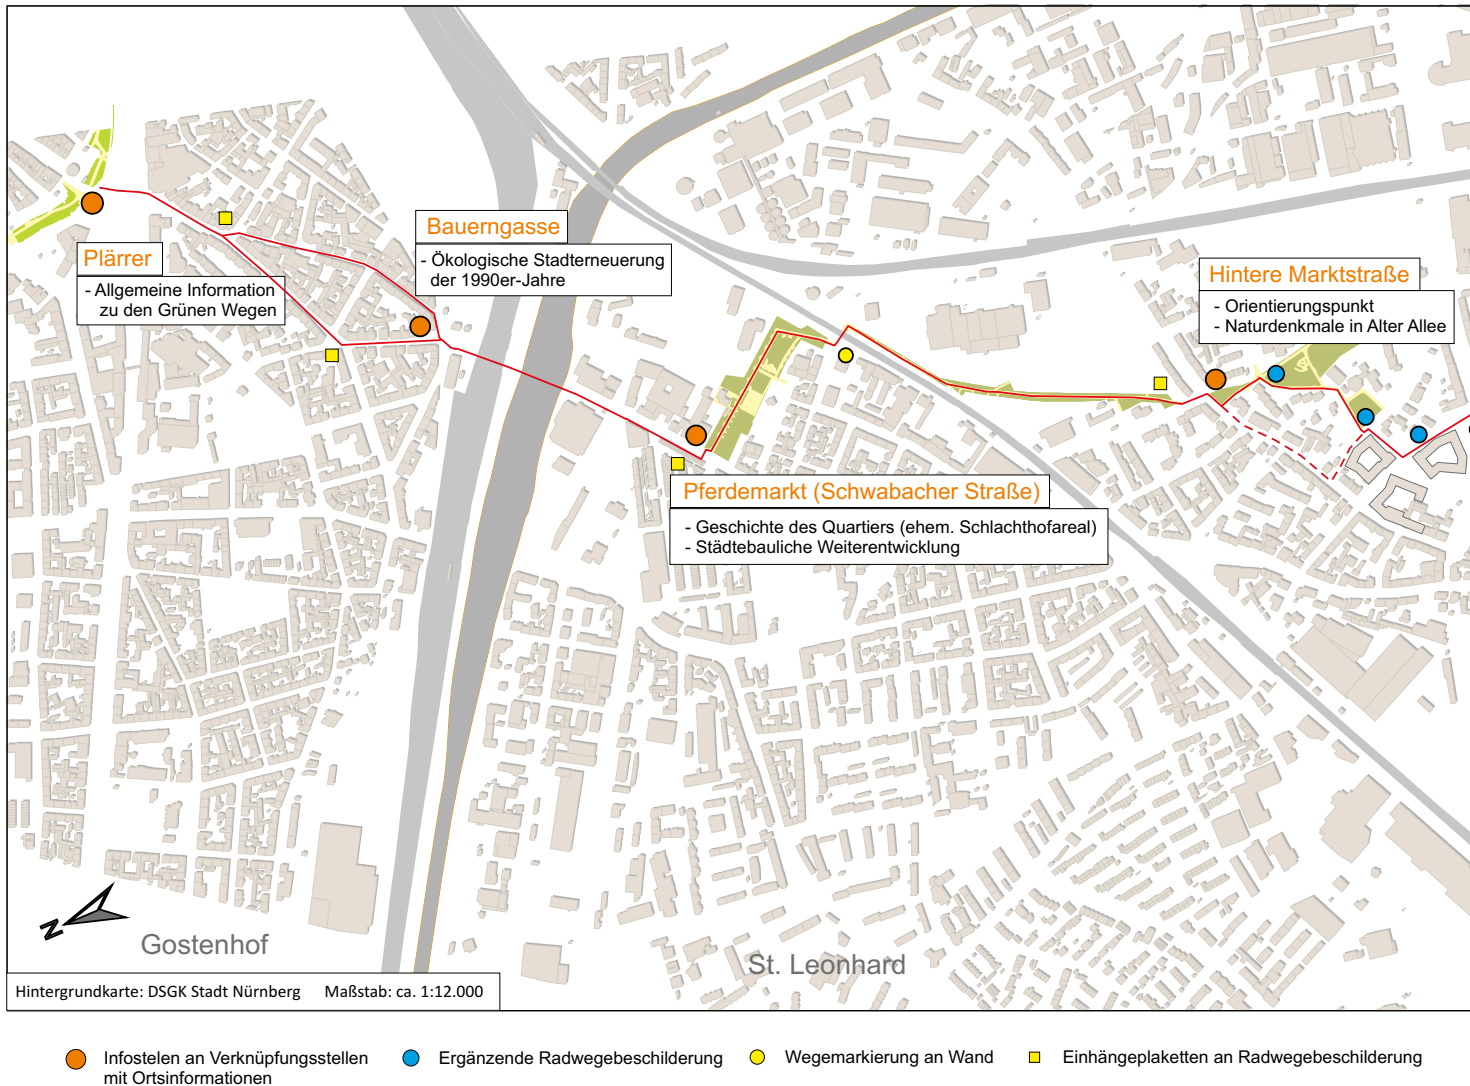 Plärrer
- Allgemeine Information
zu den Grünen Wegen
Bauerngasse
- Ökologische Stadterneuerung
der 1990er-Jahre
Hintere Marktstraße
- Orientierungspunkt
- Naturdenkmale in Alter Allee
Pferdemarkt (Schwabacher Straße)
- Geschichte des Quartiers (ehem. Schlachthofareal)
- Städtebauliche Weiterentwicklung
N
Gostenhof
St. Leonhard
Hintergrundkarte: DSGK Stadt Nürnberg Maßstab: ca. 1:12.000
Infostelen an Verknüpfungsstellen
mit Ortsinformationen
Ergänzende Radwegebeschilderung
Wegemarkierung an Wand
Einhängeplaketten an Radwegebeschilderung